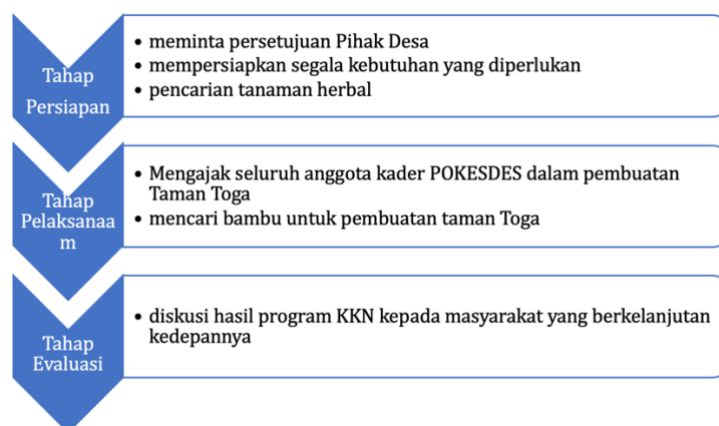 Tahap
Persiapan
• meminta persetujuan Pihak Desa
• mempersiapkan segala kebutuhan yang diperlukan
• pencarian tanaman herbal
Tahap
Pelaksanaa
m
• Mengajak seluruh anggota kader POKESDES dalam pembuatan
Taman Toga
• mencari bambu untuk pembuatan taman Toga
Tahap
Evaluasi
• diskusi hasil program KKN kepada masyarakat yang berkelanjutan
kedepannya